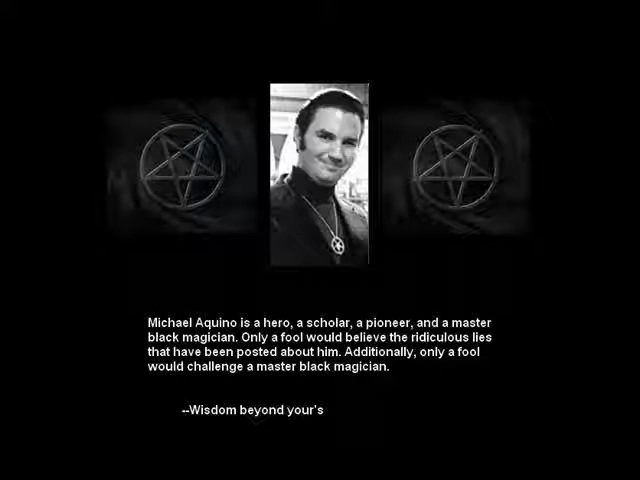 Michael Aquino is a hero, a scholar, a pioneer, and a master
black magician. Only a fool would believe the ridiculous lies
that have been posted about him. Additionally, only a fool
would challenge a master black magician.
--Wisdom beyond your's